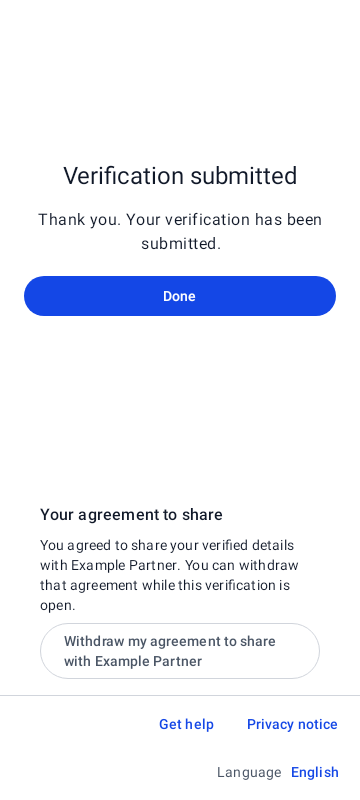 Verification submitted
Thank you. Your verification has been
submitted.
Done
Your agreement to share
You agreed to share your verified details
with Example Partner. You can withdraw
that agreement while this verification is
open.
Withdraw my agreement to share
with Example Partner
Get help Privacy notice
Language English